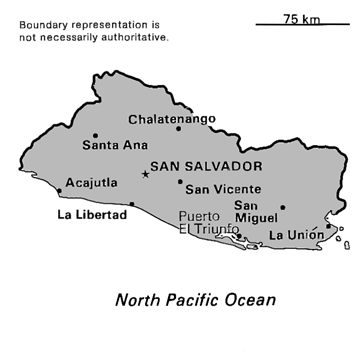 Boundary representation is
not necessarily authoritative.
75 km
Chalatenango
Santa Ana
SAN SALVADOR
Acajutla
San Vicente
La Libertad
Puerto
El Triunfo
San
Miguel
La Unión
North Pacific Ocean